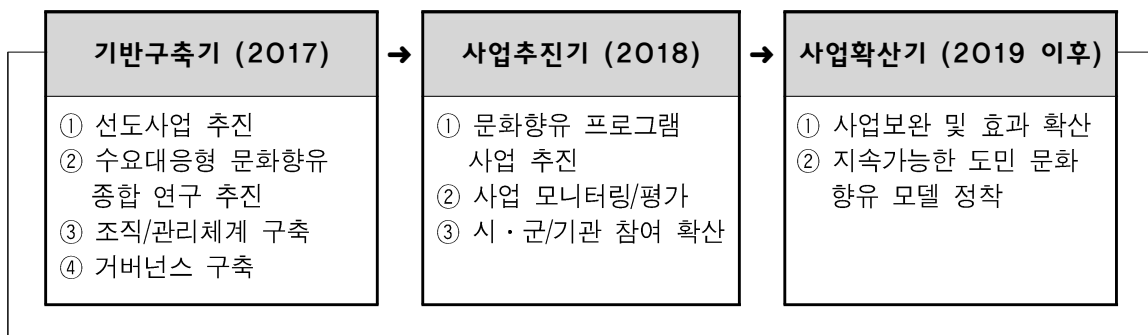 기반구축기 (2017)
① 선도사업 추진
② 수요대응형 문화향유
종합 연구 추진
③ 조직/관리체계 구축
④ 거버넌스 구축
➜
사업추진기 (2018)
① 문화향유 프로그램
사업 추진
② 사업 모니터링/평가
③ 시・군/기관 참여 확산
➜
사업확산기 (2019 이후)
① 사업보완 및 효과 확산
② 지속가능한 도민 문화
향유 모델 정착